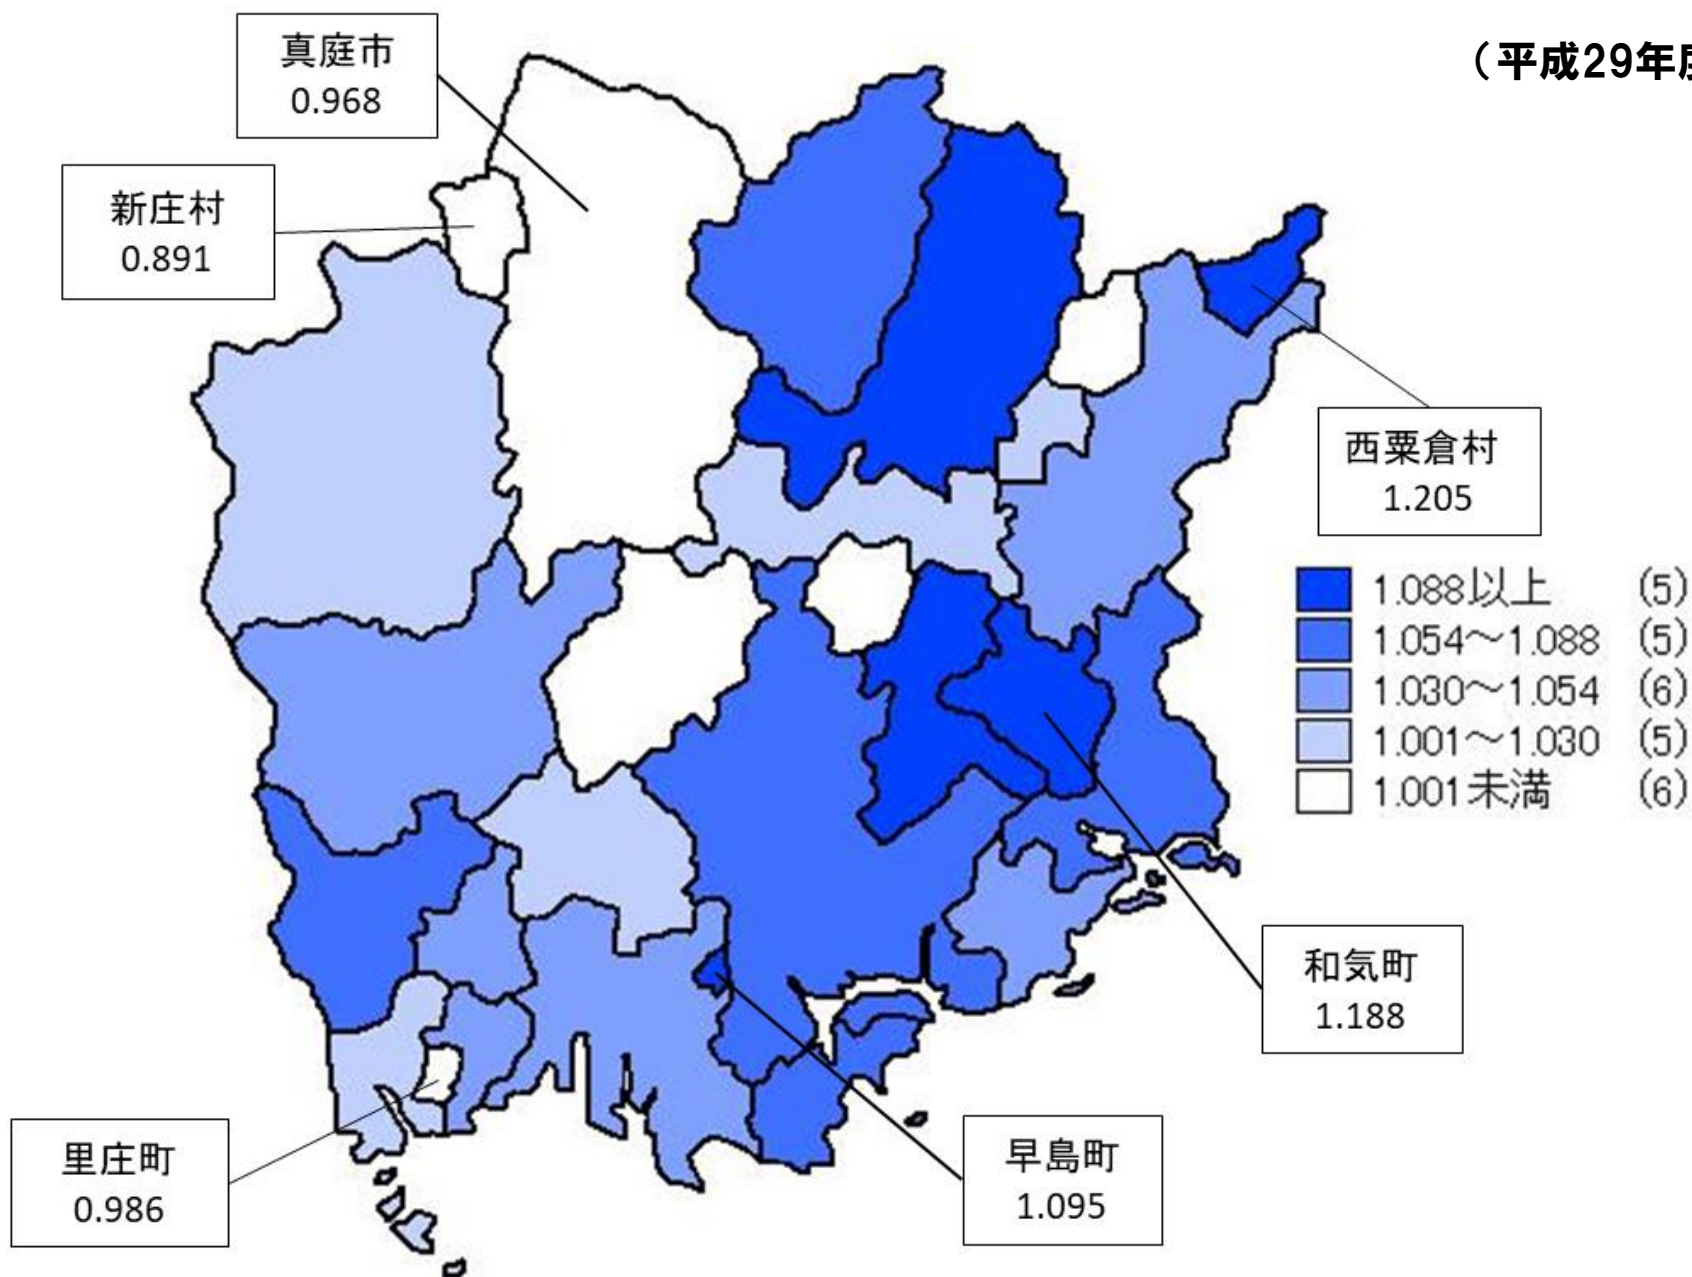 （平成29年度
真庭市
0.968
新庄村
0.891
西粟倉村
1.205
1.088以上 (5)
1.054～1.088 (5)
1.030～1.054 (6)
1.001～1.030 (5)
1.001未満 (6)
和気町
1.188
早島町
1.095
里庄町
0.986